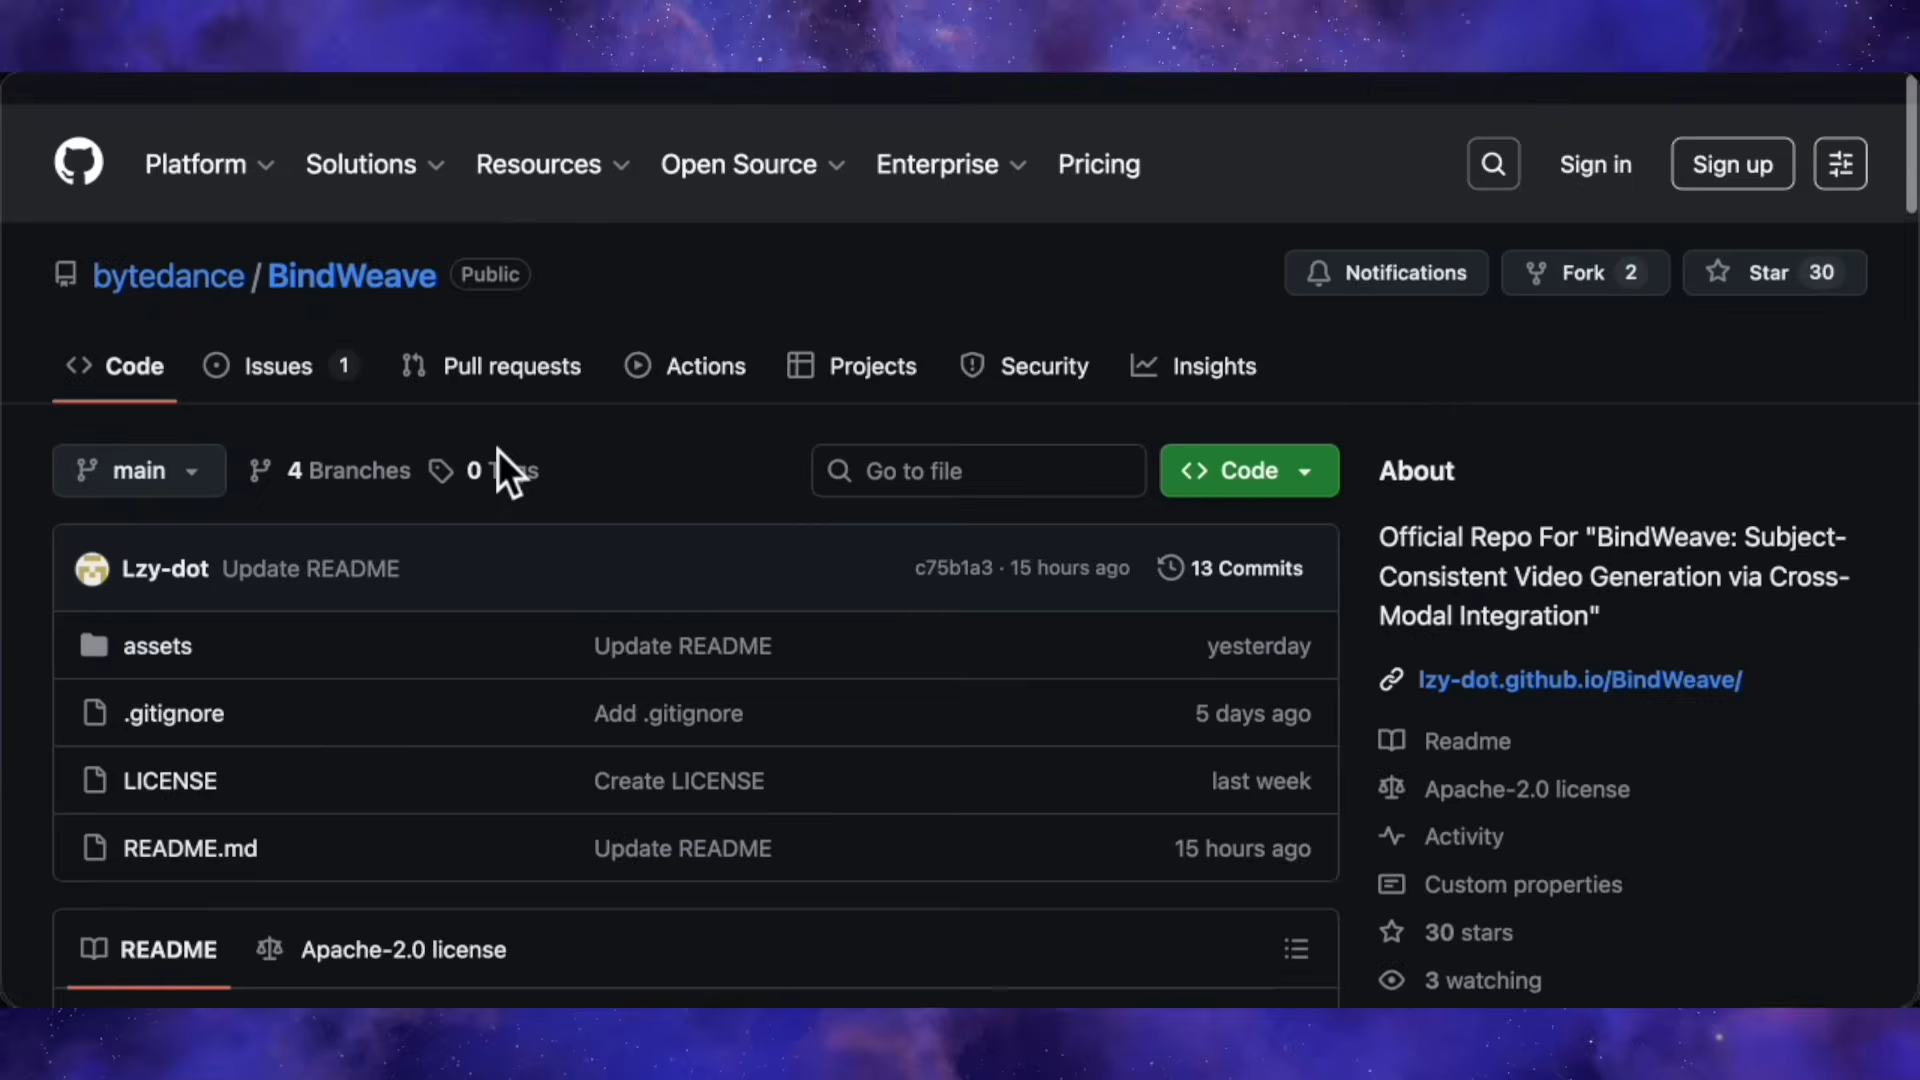 Platform Solutions Resources Open Source Enterprise Pricing Sign in Sign up
bytedance / BindWeave Public Notifications Fork 2 Star 30
Code Issues 1 Pull requests Actions Projects Security Insights
main 4 Branches 0 Go to file Code
Lzy-dot Update README c75b1a3 · 15 hours ago 13 Commits
assets Update README yesterday
.gitignore Add .gitignore 5 days ago
LICENSE Create LICENSE last week
README.md Update README 15 hours ago
README Apache-2.0 license
About
Official Repo For "BindWeave: Subject-
Consistent Video Generation via Cross-
Modal Integration"
lzy-dot.github.io/BindWeave/
Readme
Apache-2.0 license
Activity
Custom properties
30 stars
3 watching